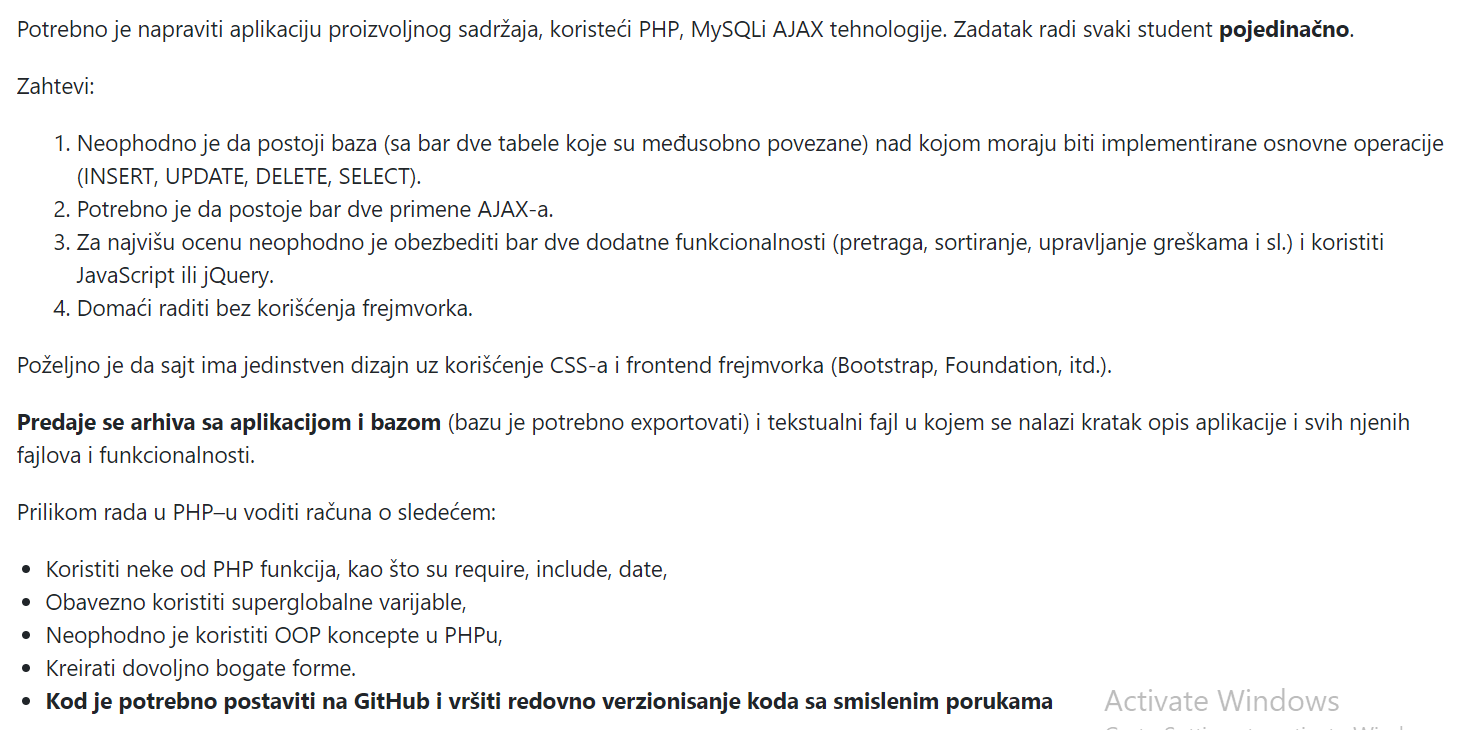 Potrebno je napraviti aplikaciju proizvoljnog sadržaja, koristeći PHP, MySQLi AJAX tehnologije. Zadatak radi svaki student pojedinačno.
Zahtevi:
1. Neophodno je da postoji baza (sa bar dve tabele koje su međusobno povezane) nad kojom moraju biti implementirane osnovne operacije
(INSERT, UPDATE, DELETE, SELECT).
2. Potrebno je da postoje bar dve primene AJAX-a.
3. Za najvišu ocenu neophodno je obezbediti bar dve dodatne funkcionalnosti (pretraga, sortiranje, upravljanje greškama i sl.) i koristiti
JavaScript ili jQuery.
4. Domaći raditi bez korišćenja frejmvorka.
Poželjno je da sajt ima jedinstven dizajn uz korišćenje CSS-a i frontend frejmvorka (Bootstrap, Foundation, itd.).
Predaje se arhiva sa aplikacijom i bazom (bazu je potrebno exportovati) i tekstualni fajl u kojem se nalazi kratak opis aplikacije i svih njenih
fajlova i funkcionalnosti.
Prilikom rada u PHP–u voditi računa o sledećem:
• Koristiti neke od PHP funkcija, kao što su require, include, date,
• Obavezno koristiti superglobalne varijable,
• Neophodno je koristiti OOP koncepte u PHPu,
• Kreirati dovoljno bogate forme.
• Kod je potrebno postaviti na GitHub i vršiti redovno verzionisanje koda sa smislenim porukama
Activate Windows